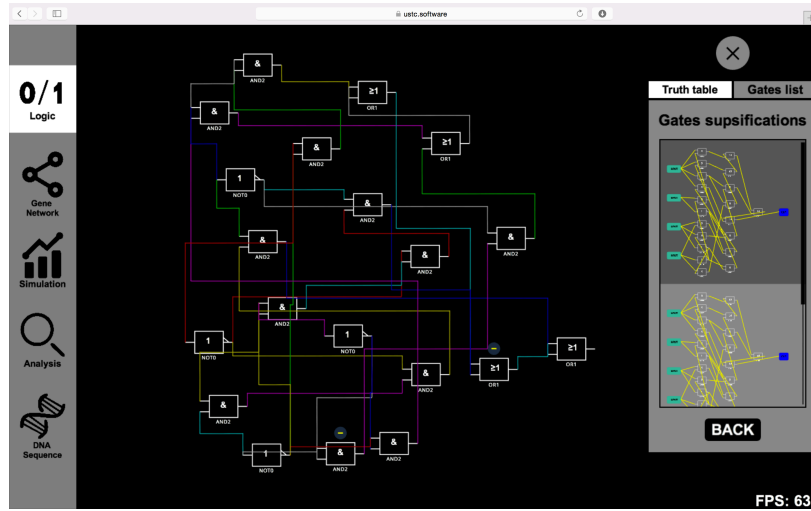 ustc.software
0/1
Logic
Gene
Network
Simulation
Analysis
DNA
Sequence
&
AND2
≥1
OR1
&
AND2
≥1
OR1
&
AND2
1
NOT0
&
AND2
&
AND2
&
AND2
&
AND2
&
AND2
1
NOT0
1
NOT0
≥1
OR1
≥1
OR1
&
AND2
&
AND2
&
AND2
1
NOT0
&
AND2
Truth table
Gates list
Gates supsifications
BACK
FPS: 63